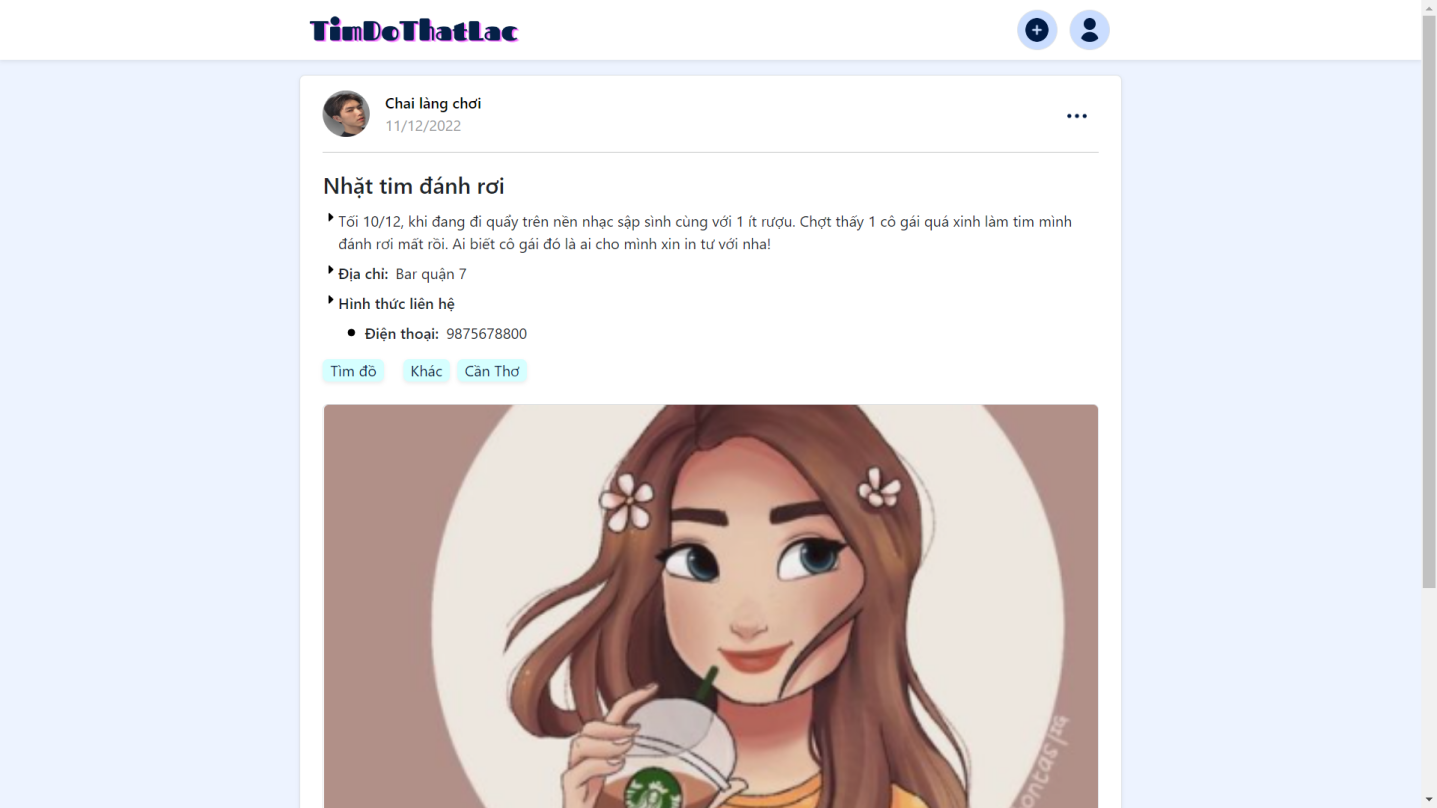 TimDoThatLac
Chai làng chơi
11/12/2022
Nhặt tim đánh rơi
Tối 10/12, khi đang đi quẩy trên nền nhạc sập sình cùng với 1 ít rượu. Chợt thấy 1 cô gái quá xinh làm tim mình
đánh rơi mất rồi. Ai biết cô gái đó là ai cho mình xin in tư với nha!
Địa chỉ: Bar quận 7
Hình thức liên hệ
Điện thoại: 9875678800
Tìm đồ Khác Cần Thơ